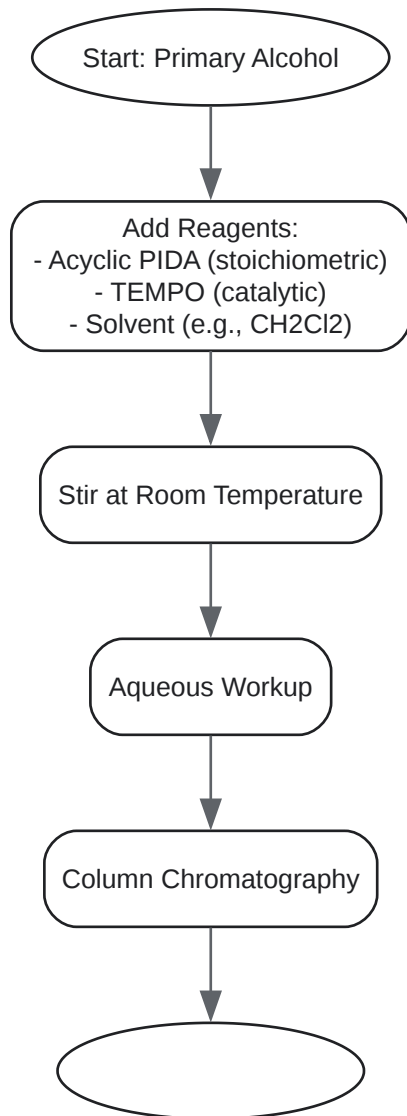 Start: Primary Alcohol
Add Reagents:
- Acyclic PIDA (stoichiometric)
- TEMPO (catalytic)
- Solvent (e.g., CH2Cl2)
Stir at Room Temperature
Aqueous Workup
Column Chromatography